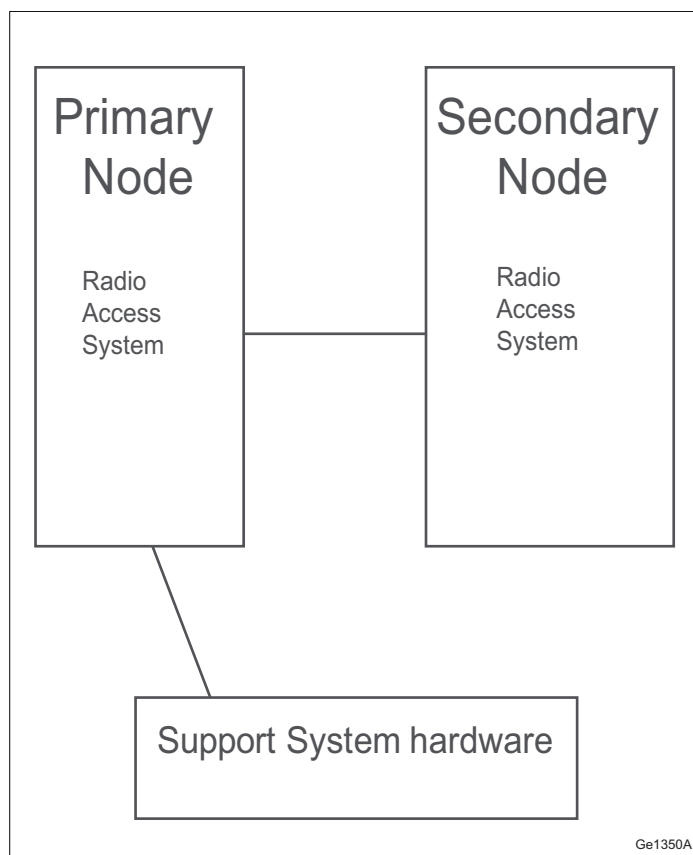 Primary
Node
Radio
Access
System
Secondary
Node
Radio
Access
System
Support System hardware
Ge1350A